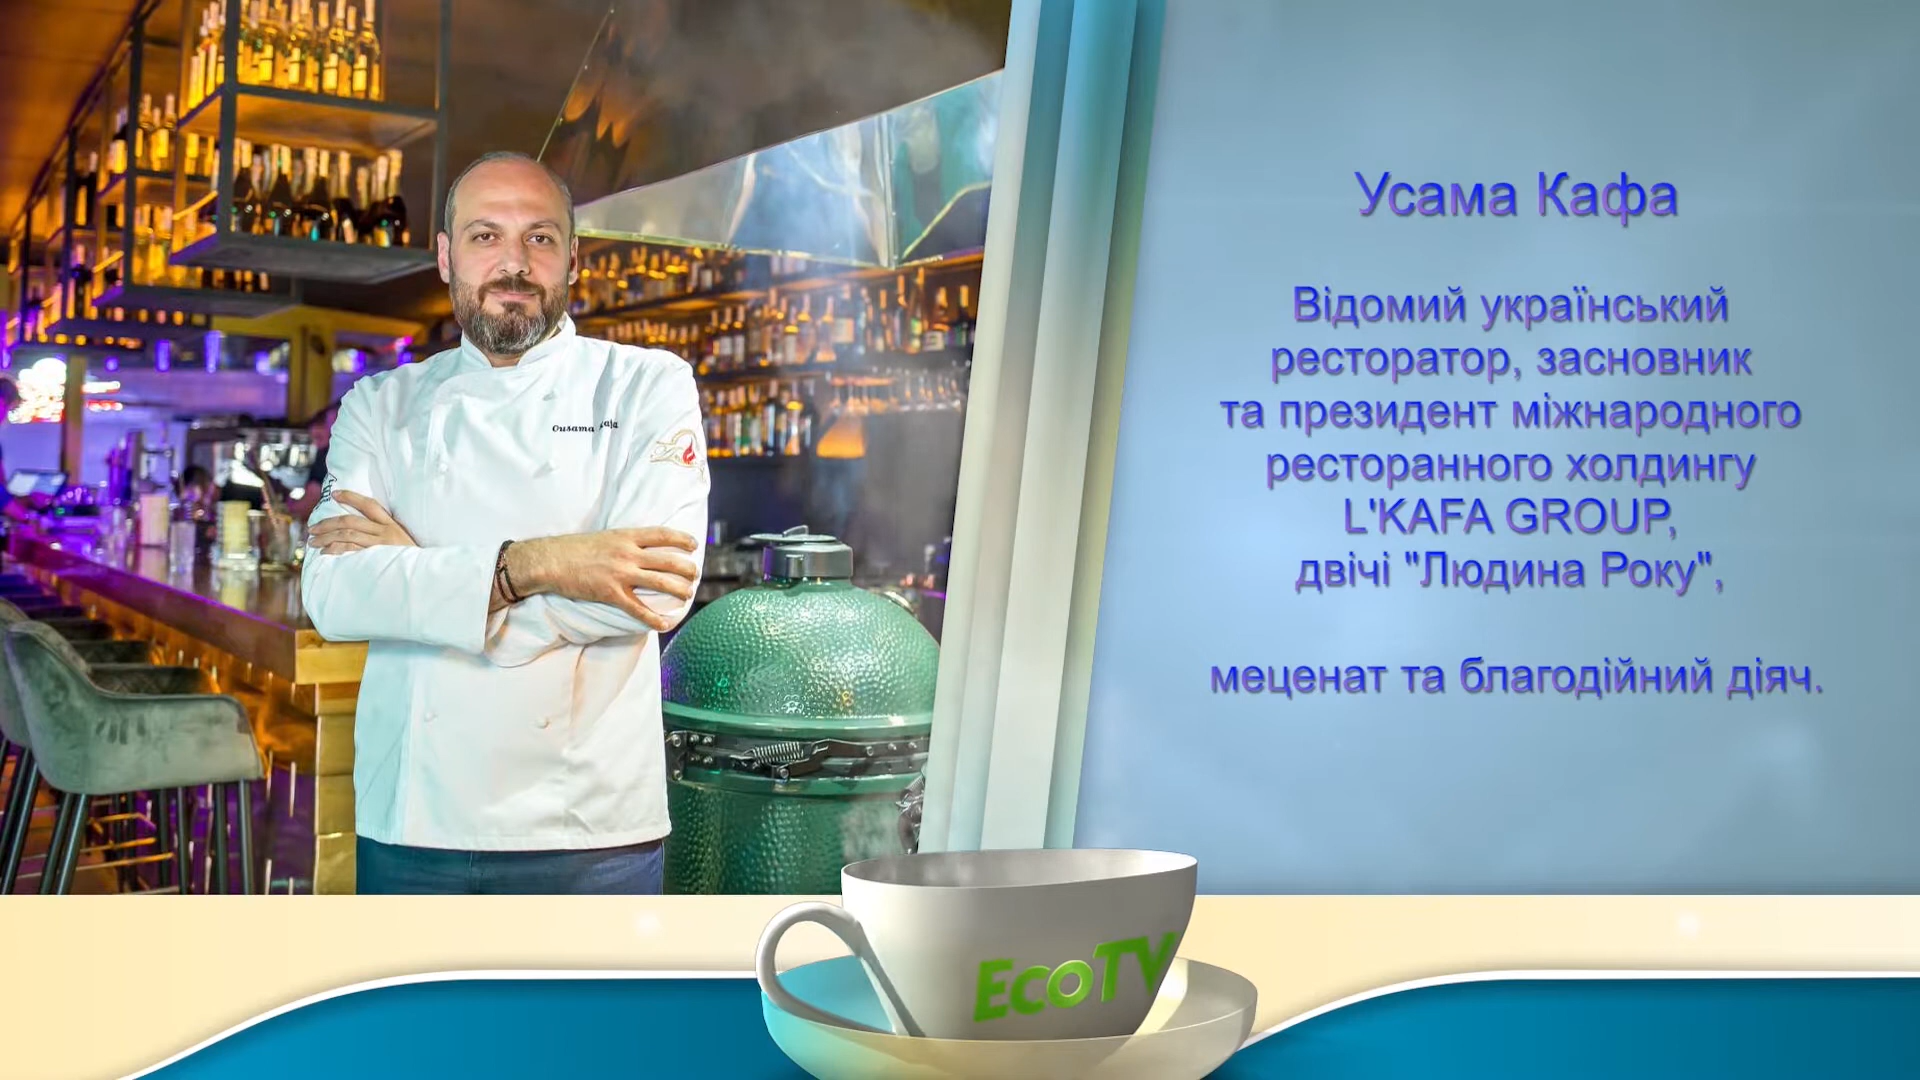 Усама Кафа
Відомий український
ресторатор, засновник
та президент міжнародного
ресторанного холдингу
L'KAFA GROUP,
двічі "Людина Року",
меценат та благодійний діяч.
Ousama
EcoTV